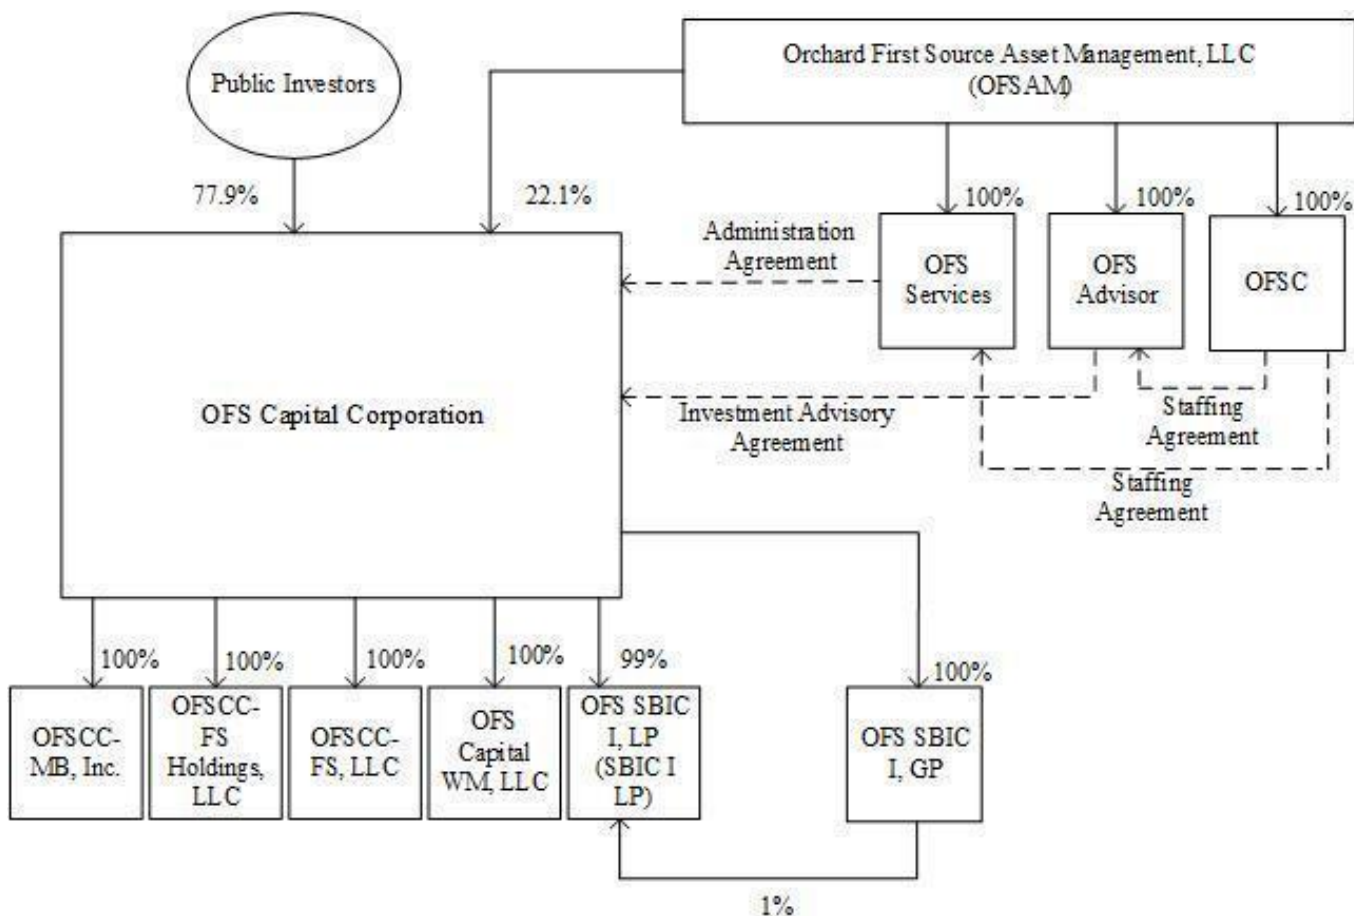 Public Investors
Orchard First Source Asset Management, LLC
(OFSAM)
77.9%
22.1%
100%
100%
100%
Administration
Agreement
OFS
Services
OFS
Advisor
OFSC
OFS Capital Corporation
Investment Advisory
Agreement
Staffing
Agreement
Staffing
Agreement
100%
100%
100%
100%
99%
100%
OFSCC-
MB, Inc.
OFSCC-
FS
Holdings,
LLC
OFSCC-
FS, LLC
OFS
Capital
WM, LLC
OFS SBIC
I, LP
(SBIC I
LP)
OFS SBIC
I, GP
1%